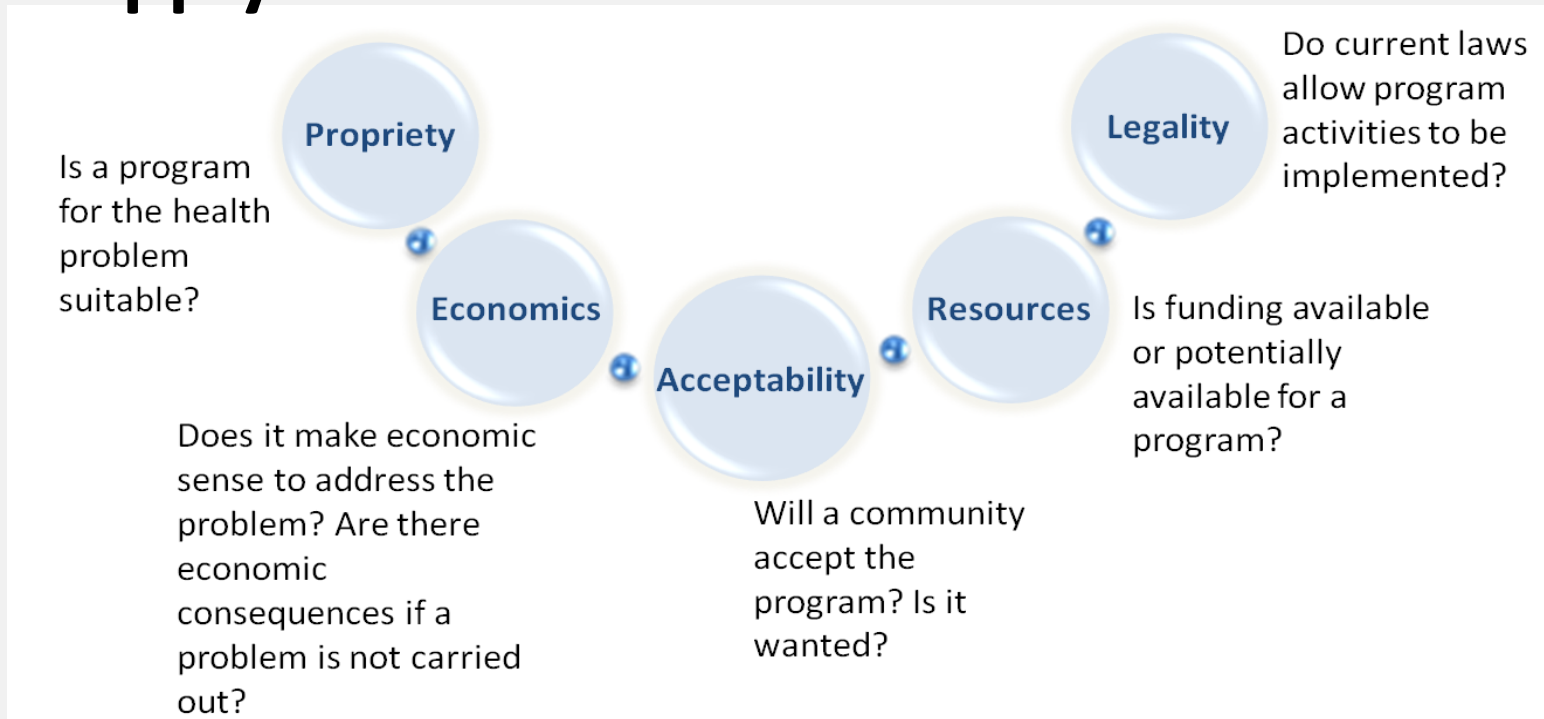 Propriety
Is a program
for the health
problem
suitable?
Economics
Does it make economic
sense to address the
problem? Are there
economic
consequences if a
problem is not carried
out?
Acceptability
Will a community
accept the
program? Is it
wanted?
Resources
Is funding available
or potentially
available for a
program?
Legality
Do current laws
allow program
activities to be
implemented?